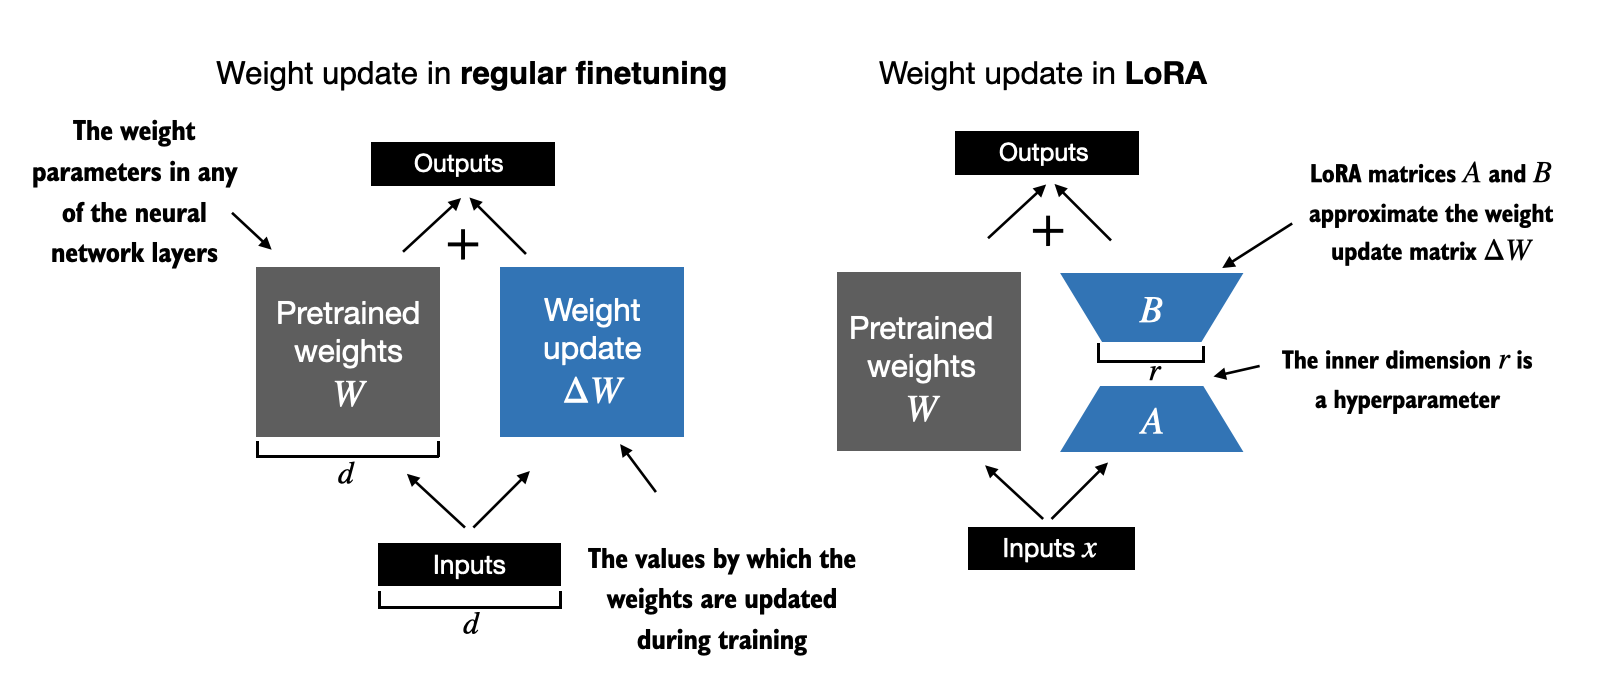 Weight update in regular finetuning
The weight
parameters in any
of the neural
network layers
Outputs
+
Pretrained
weights
W
Weight
update
ΔW
d
Inputs
d
The values by which the
weights are updated
during training
Weight update in LoRA
Outputs
+
LoRA matrices A and B
approximate the weight
update matrix ΔW
Pretrained
weights
W
B
r
The inner dimension r is
a hyperparameter
A
Inputs x